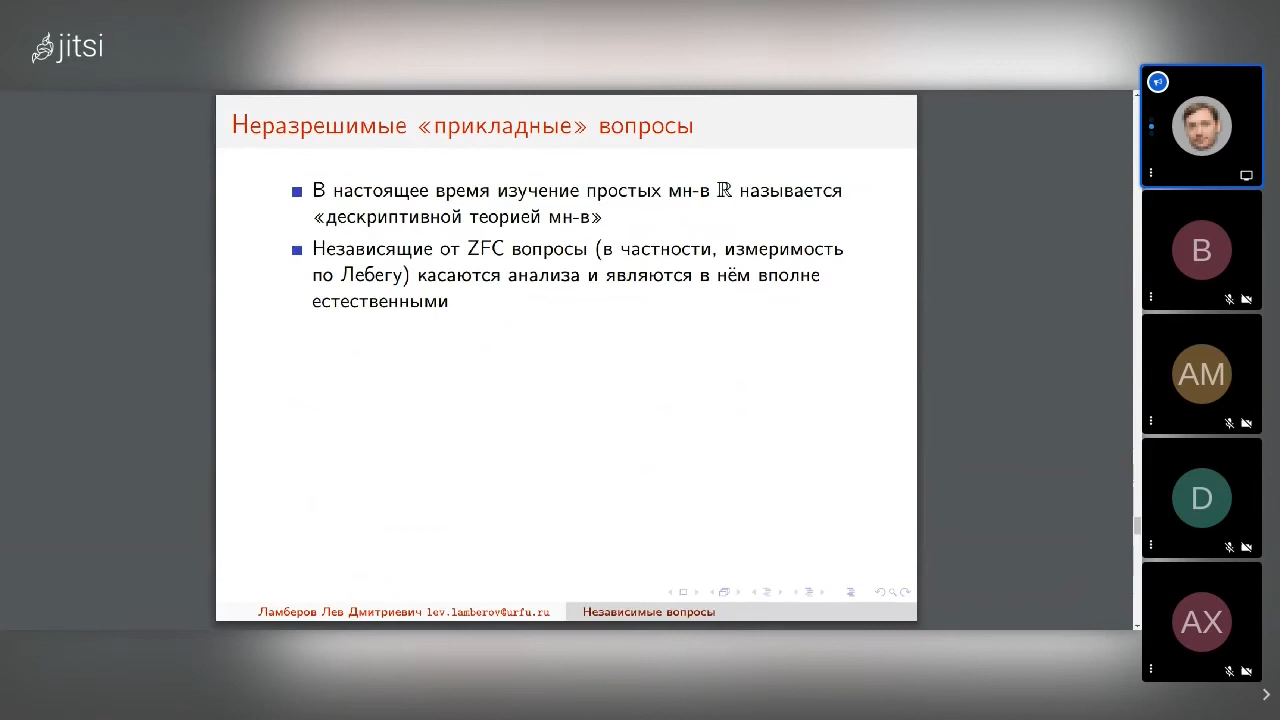 jitsi
Неразрешимые «прикладные» вопросы
В настоящее время изучение простых мн-в ℝ называется
«дескриптивной теорией мн-в»
Независящие от ZFC вопросы (в частности, измеримость
по Лебегу) касаются анализа и являются в нём вполне
естественными
Ламберов Лев Дмитриевич lev.lamberov@urfu.ru
Независимые вопросы
B
AM
D
AX